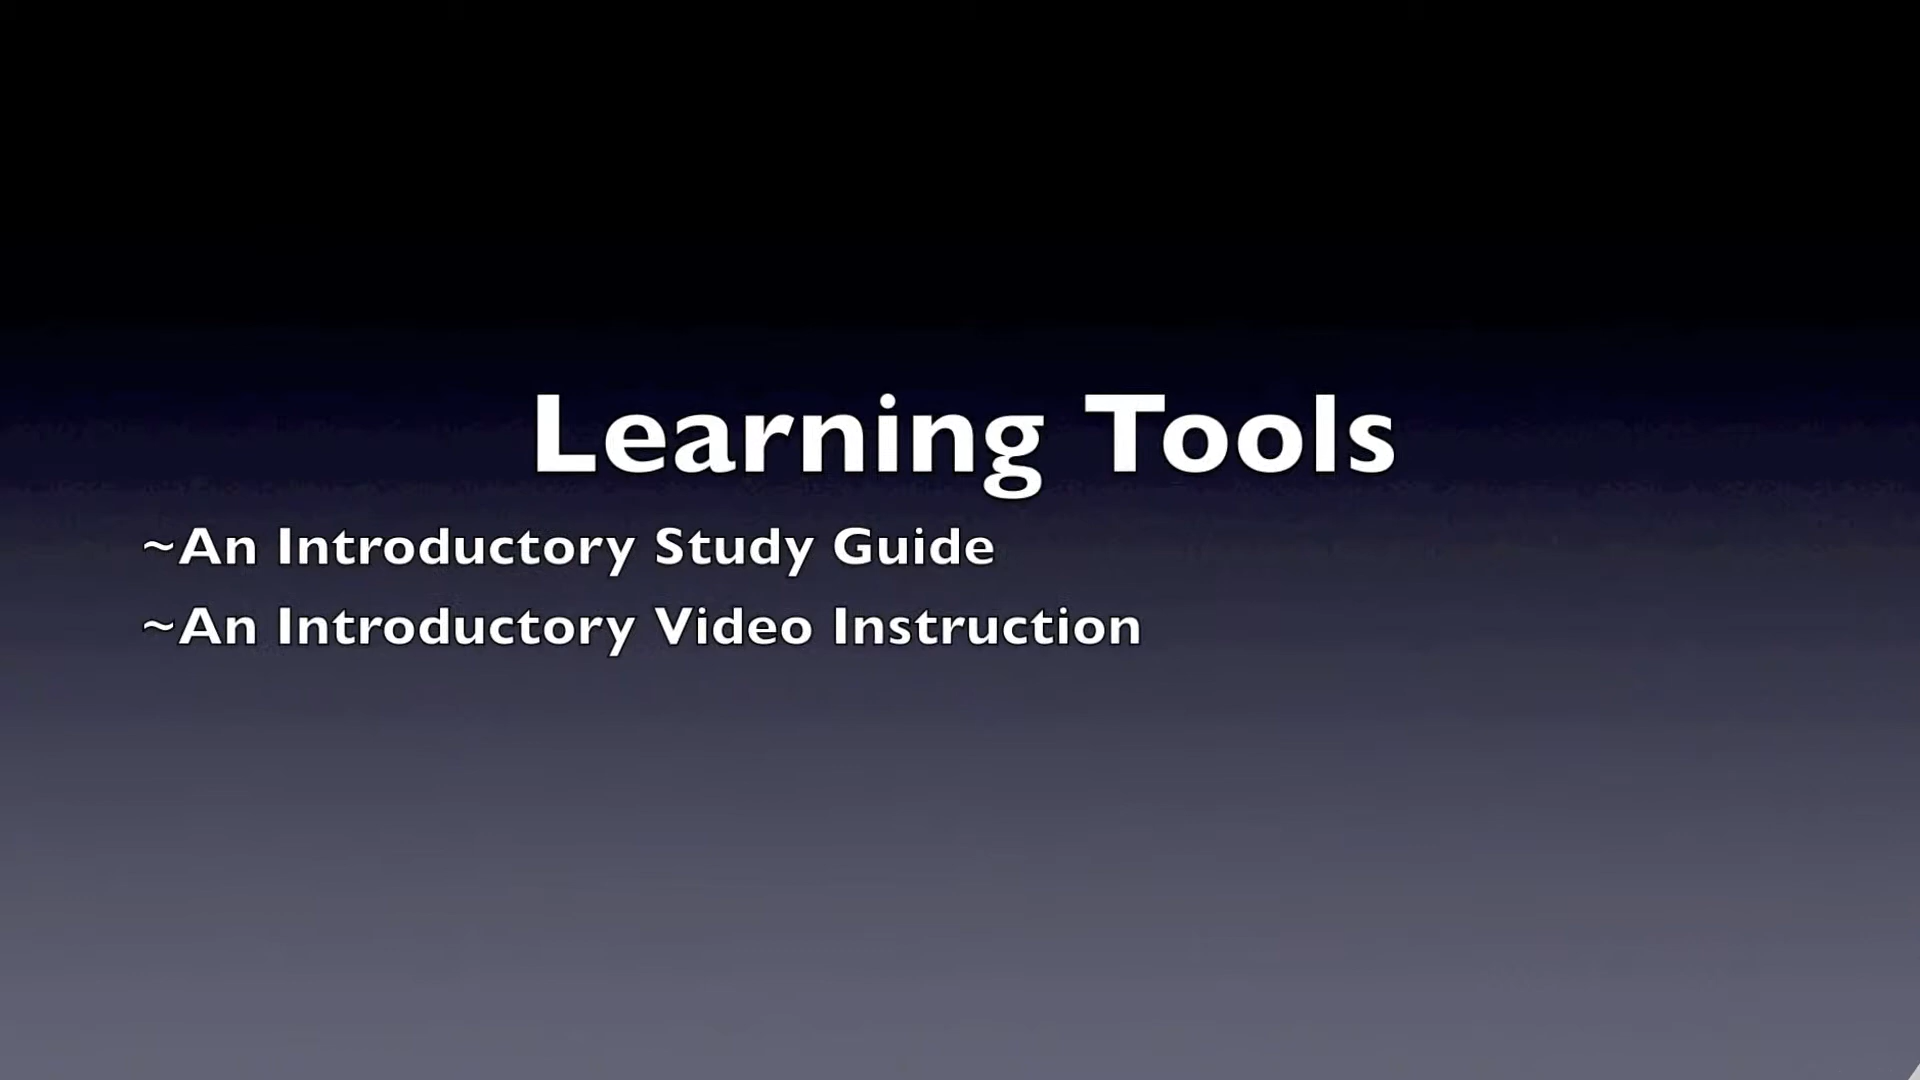 Learning Tools
~An Introductory Study Guide
~An Introductory Video Instruction